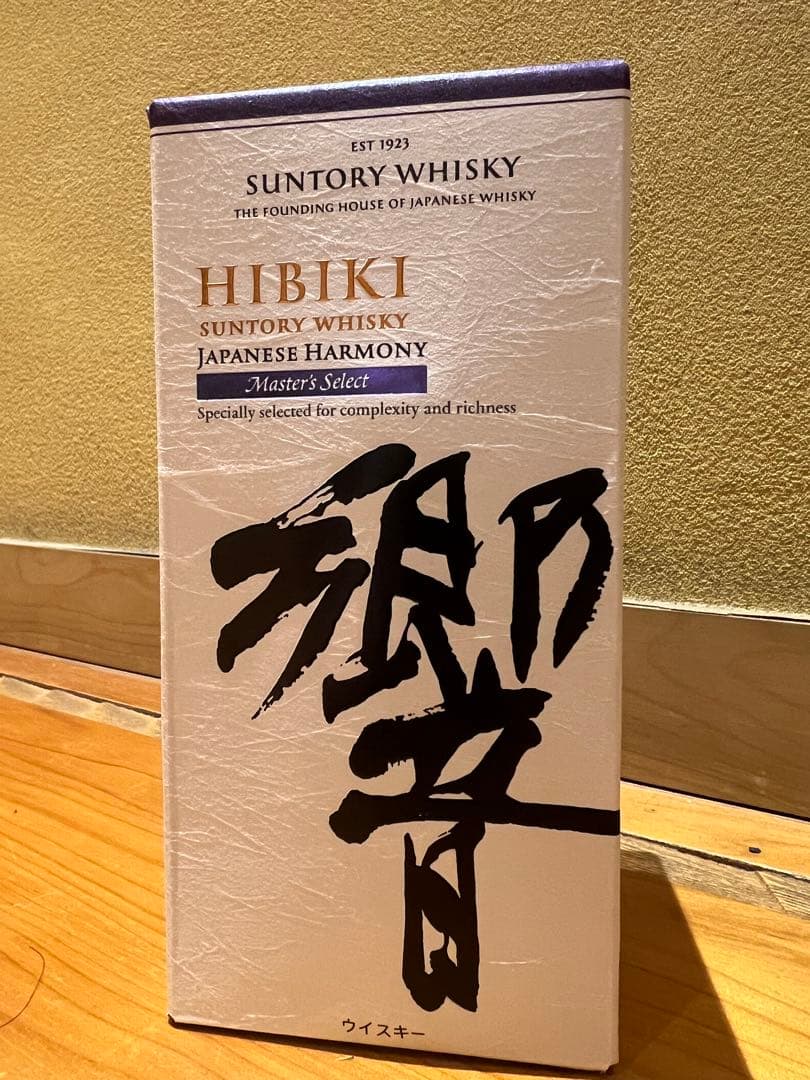 EST 1923
SUNTORY WHISKY
THE FOUNDING HOUSE OF JAPANESE WHISKY
HIBIKI
SUNTORY WHISKY
JAPANESE HARMONY
Master's Select
Specially selected for complexity and richness
響
ウイスキー